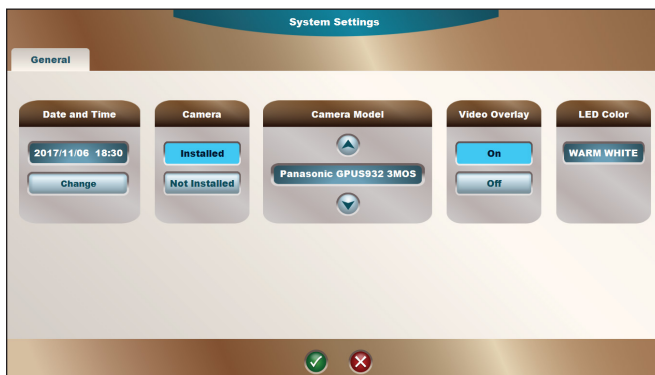 System Settings
General
Date and Time
2017/11/06 18:30
Change
Camera
Installed
Not Installed
Camera Model
Panasonic GPUS932 3MOS
Video Overlay
On
Off
LED Color
WARM WHITE